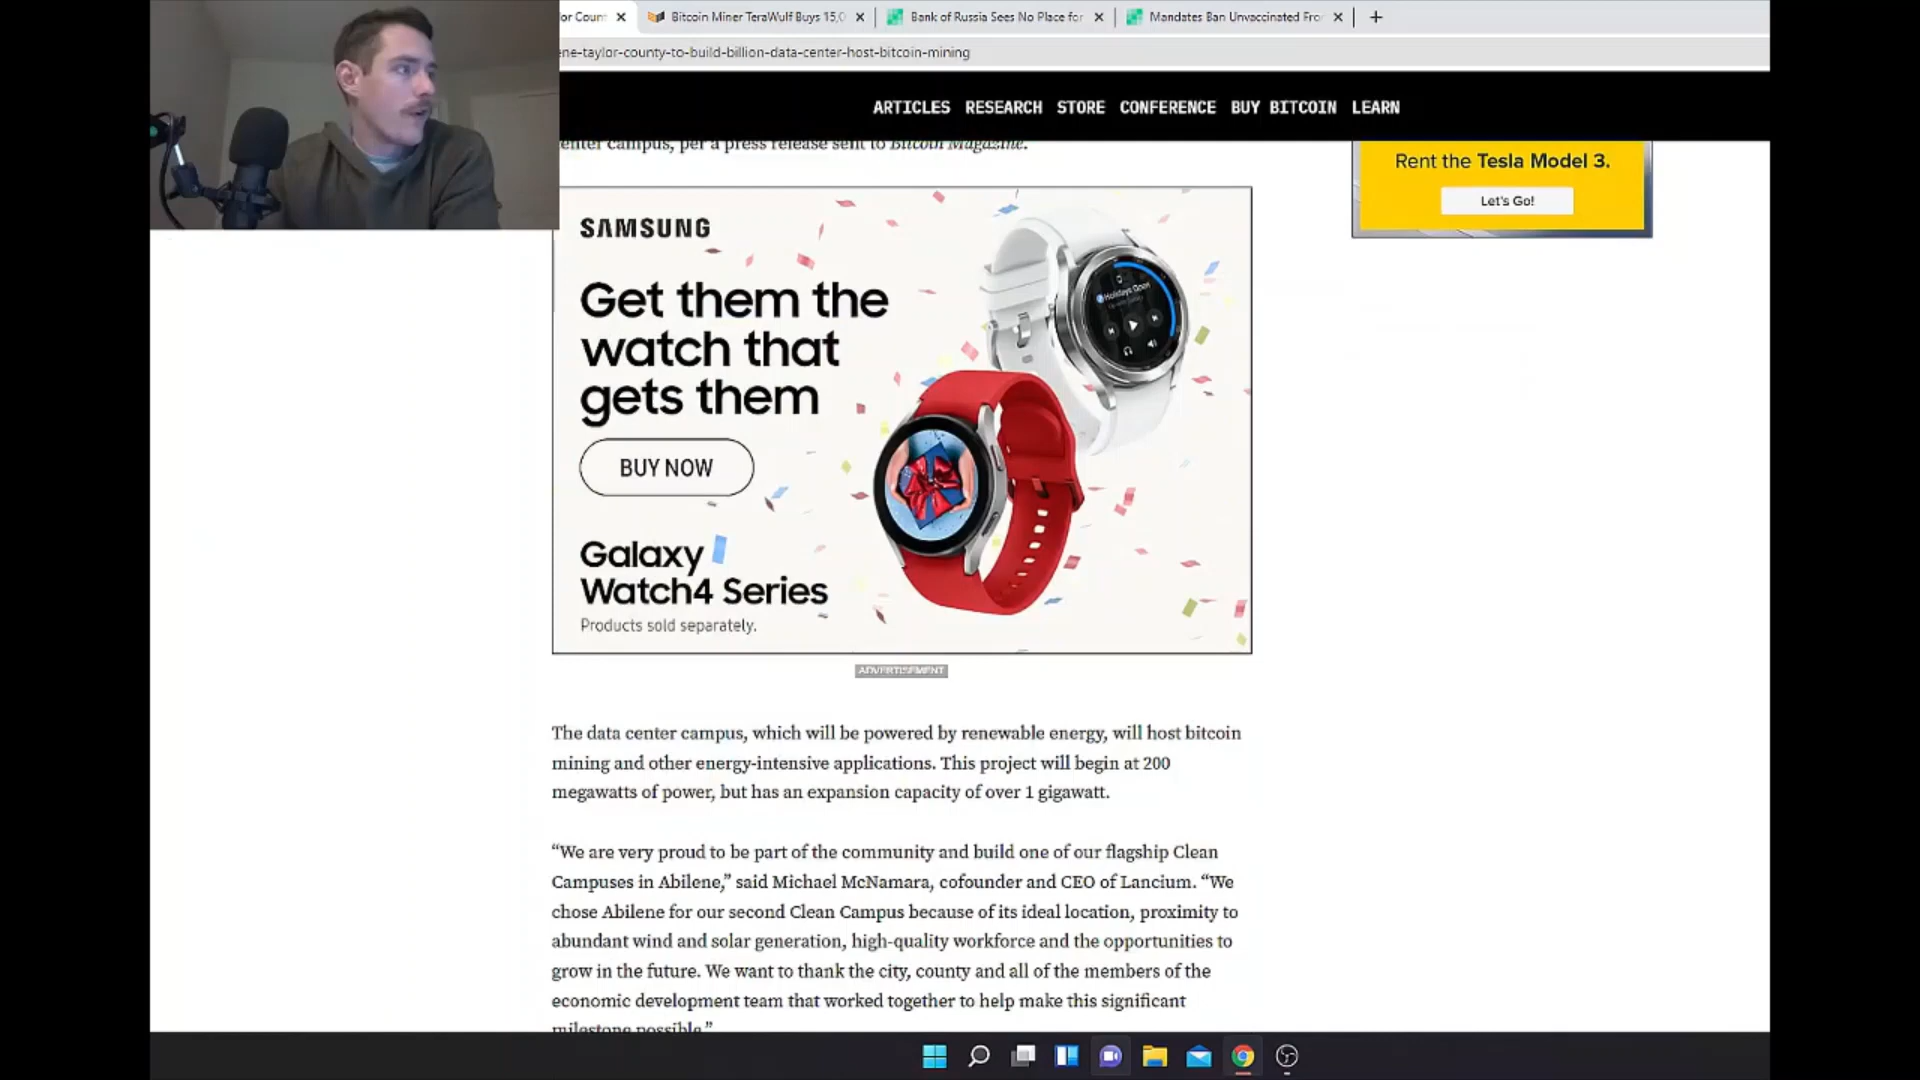 or Count
Bitcoin Miner TeraWulf Buys 15,0
Bank of Russia Sees No Place for
Mandates Ban Unvaccinated Fro
ene-taylor-county-to-build-billion-data-center-host-bitcoin-mining
ARTICLES RESEARCH STORE CONFERENCE BUY BITCOIN LEARN
center campus, per a press release sent to Bitcoin Magazine.
Rent the Tesla Model 3.
Let's Go!
SAMSUNG
Get them the
watch that
gets them
BUY NOW
Galaxy
Watch4 Series
Products sold separately.
Holidays Open
ADVERTISEMENT
The data center campus, which will be powered by renewable energy, will host bitcoin
mining and other energy-intensive applications. This project will begin at 200
megawatts of power, but has an expansion capacity of over 1 gigawatt.
“We are very proud to be part of the community and build one of our flagship Clean
Campuses in Abilene,” said Michael McNamara, cofounder and CEO of Lancium. “We
chose Abilene for our second Clean Campus because of its ideal location, proximity to
abundant wind and solar generation, high-quality workforce and the opportunities to
grow in the future. We want to thank the city, county and all of the members of the
economic development team that worked together to help make this significant
milestone possible.”